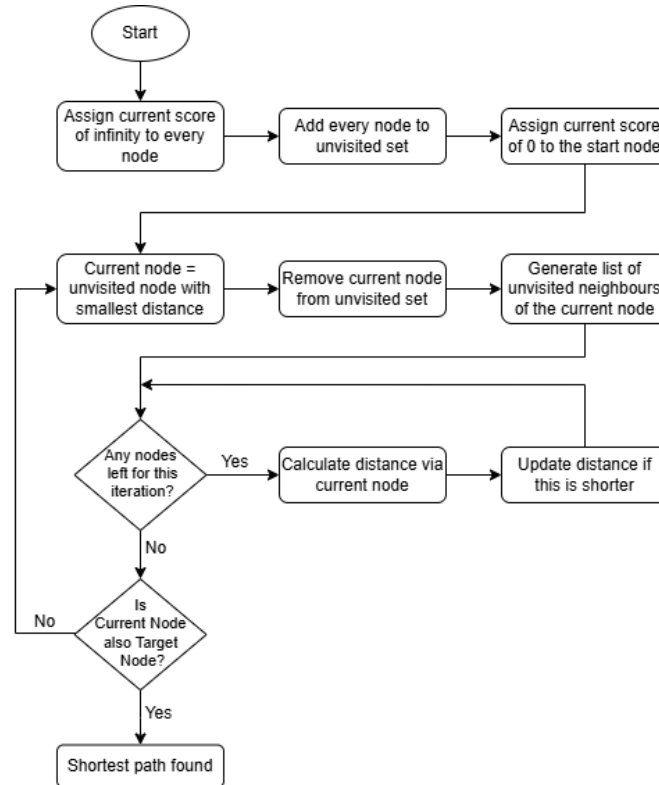 Start
Assign current score
of infinity to every
node
Add every node to
unvisited set
Assign current score
of 0 to the start node
Current node =
unvisited node with
smallest distance
Remove current node
from unvisited set
Generate list of
unvisited neighbours
of the current node
Any nodes
left for this
iteration?
Yes
Calculate distance via
current node
Update distance if
this is shorter
No
Is
Current Node
also Target
Node?
No
Yes
Shortest path found